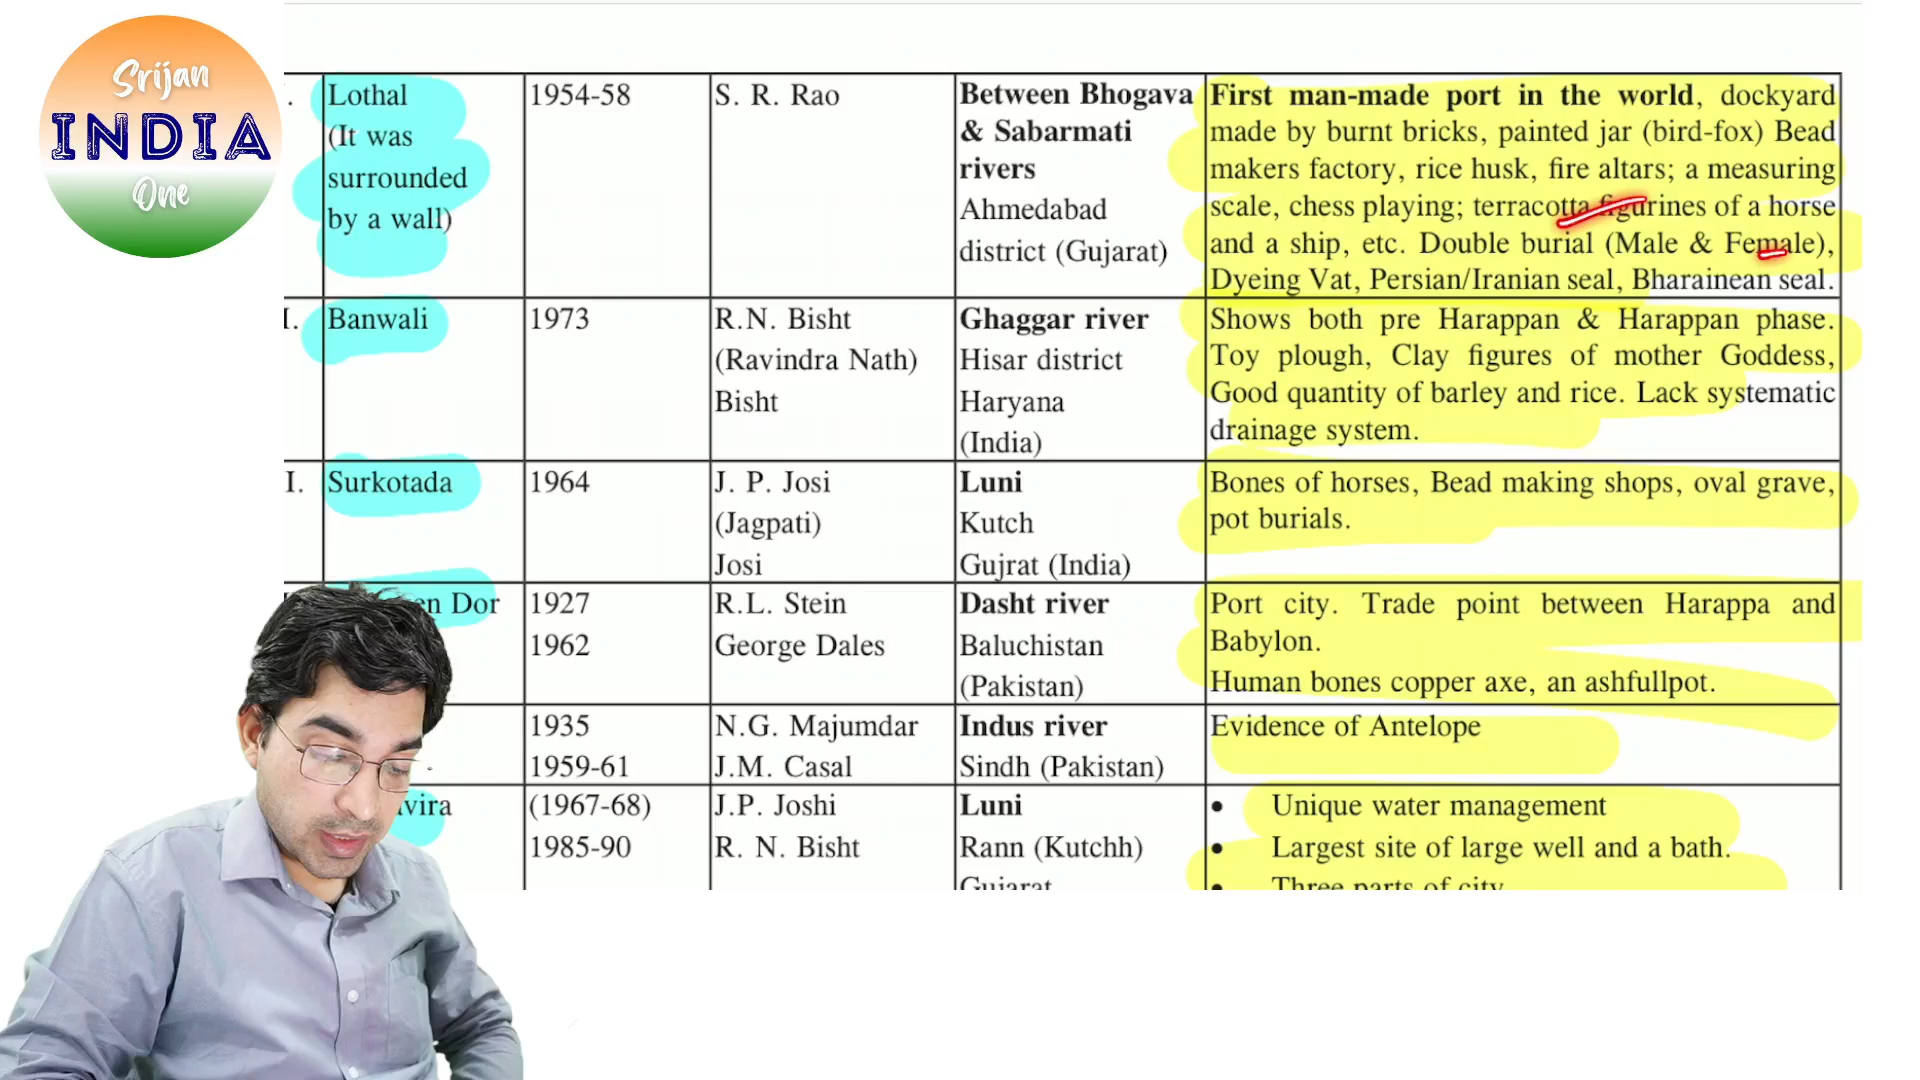 Srijan
INDIA
One
Lothal
(It was
surrounded
by a wall)
1954-58
S. R. Rao
Between Bhogava
& Sabarmati
rivers
Ahmedabad
district (Gujarat)
First man-made port in the world, dockyard
made by burnt bricks, painted jar (bird-fox) Bead
makers factory, rice husk, fire altars; a measuring
scale, chess playing; terracotta figurines of a horse
and a ship, etc. Double burial (Male & Female),
Dyeing Vat, Persian/Iranian seal, Bharainean seal.
I.
Banwali
1973
R.N. Bisht
(Ravindra Nath)
Bisht
Ghaggar river
Hisar district
Haryana
(India)
Shows both pre Harappan & Harappan phase.
Toy plough, Clay figures of mother Goddess,
Good quantity of barley and rice. Lack systematic
drainage system.
I.
Surkotada
1964
J. P. Josi
(Jagpati)
Josi
Luni
Kutch
Gujrat (India)
Bones of horses, Bead making shops, oval grave,
pot burials.
en Dor
1927
1962
R.L. Stein
George Dales
Dasht river
Baluchistan
(Pakistan)
Port city. Trade point between Harappa and
Babylon.
Human bones copper axe, an ashfullpot.
1935
1959-61
N.G. Majumdar
J.M. Casal
Indus river
Sindh (Pakistan)
Evidence of Antelope
vira
(1967-68)
1985-90
J.P. Joshi
R. N. Bisht
Luni
Rann (Kutchh)
Gujarat
• Unique water management
• Largest site of large well and a bath.
• Three parts of city